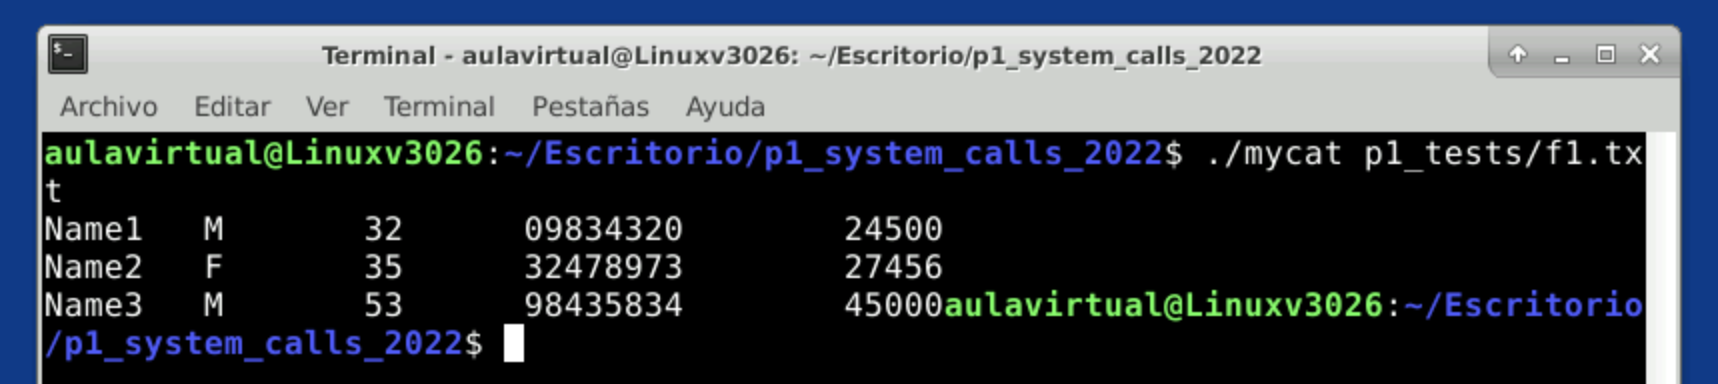 Terminal - aulavirtual@Linuxv3026: ~/Escritorio/p1_system_calls_2022
Archivo Editar Ver Terminal Pestañas Ayuda
aulavirtual@Linuxv3026:~/Escritorio/p1_system_calls_2022$ ./mycat p1_tests/f1.tx
t
Name1 M 32 09834320 24500
Name2 F 35 32478973 27456
Name3 M 53 98435834 45000aulavirtual@Linuxv3026:~/Escritorio
/p1_system_calls_2022$